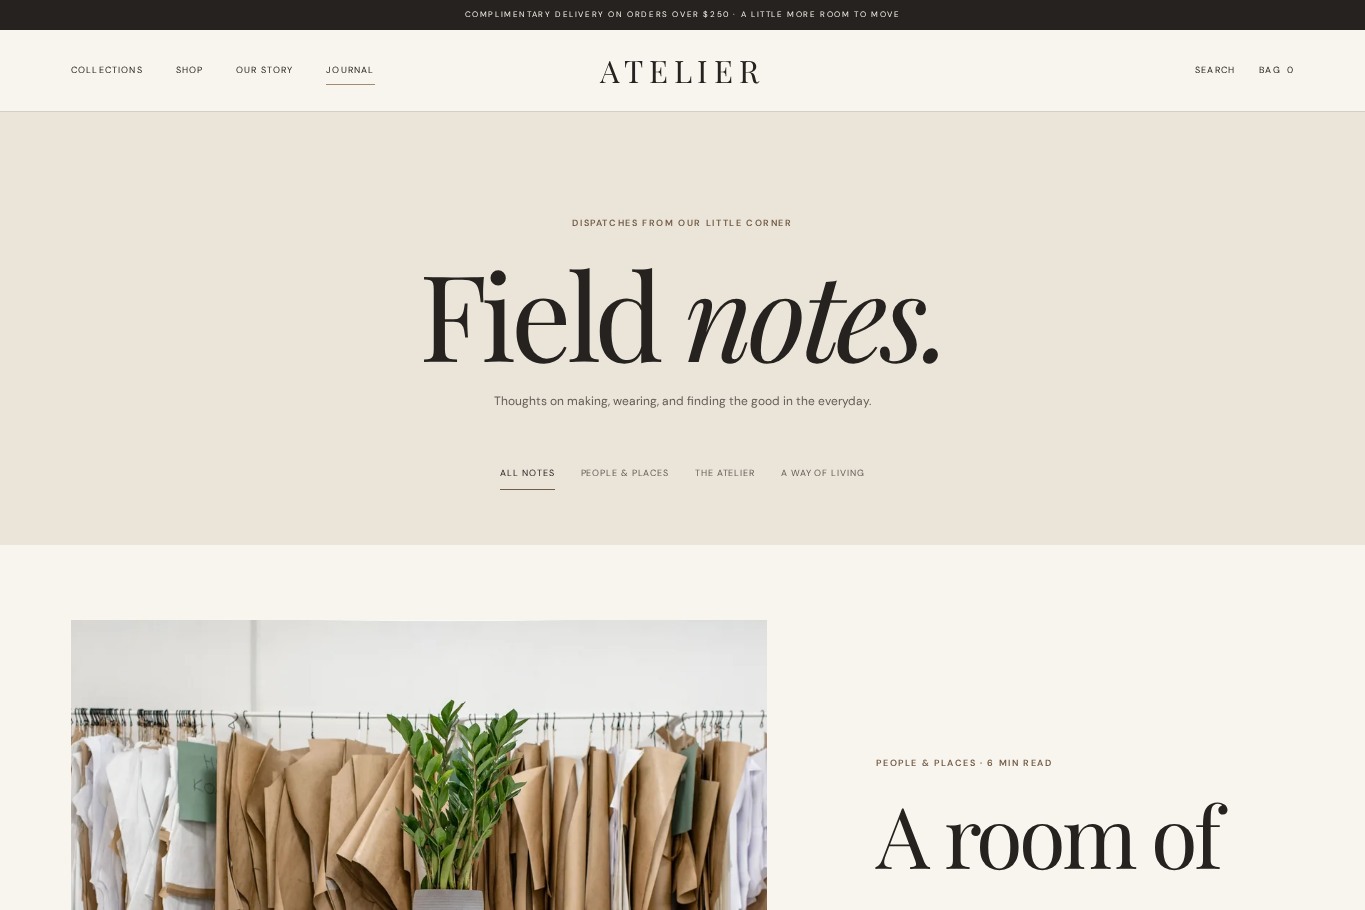 COMPLIMENTARY DELIVERY ON ORDERS OVER $250 · A LITTLE MORE ROOM TO MOVE
COLLECTIONS SHOP OUR STORY JOURNAL ATELIER SEARCH BAG 0
DISPATCHES FROM OUR LITTLE CORNER
Field notes.
Thoughts on making, wearing, and finding the good in the everyday.
ALL NOTES PEOPLE & PLACES THE ATELIER A WAY OF LIVING
PEOPLE & PLACES · 6 MIN READ
A room of